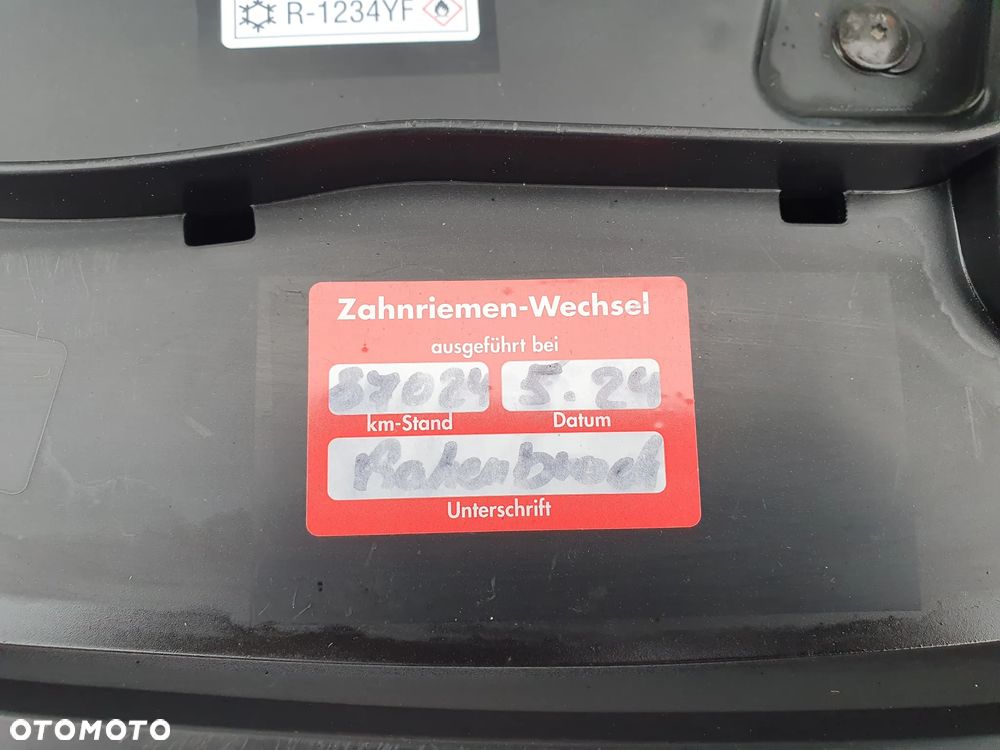 R-1234YF
Zahnriemen-Wechsel
ausgeführt bei
87024 5.24
km-Stand Datum
Unterschrift
OTOMOTO